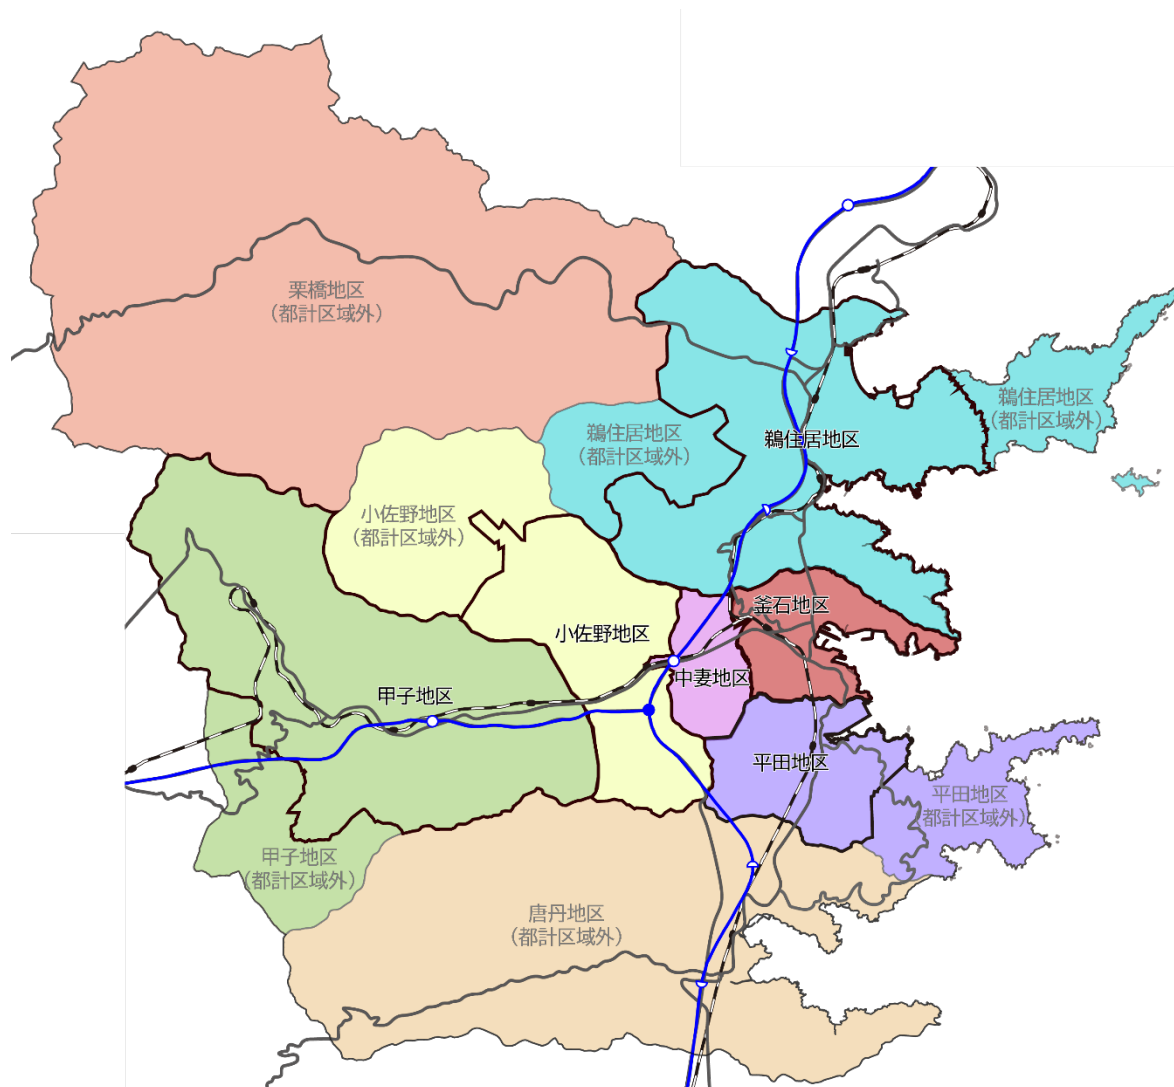 栗橋地区
（都計区域外）
鵜住居地区
（都計区域外）
鵜住居地区
（都計区域外）
鵜住居地区
小佐野地区
（都計区域外）
釜石地区
小佐野地区
中妻地区
甲子地区
平田地区
平田地区
（都計区域外）
甲子地区
（都計区域外）
唐丹地区
（都計区域外）